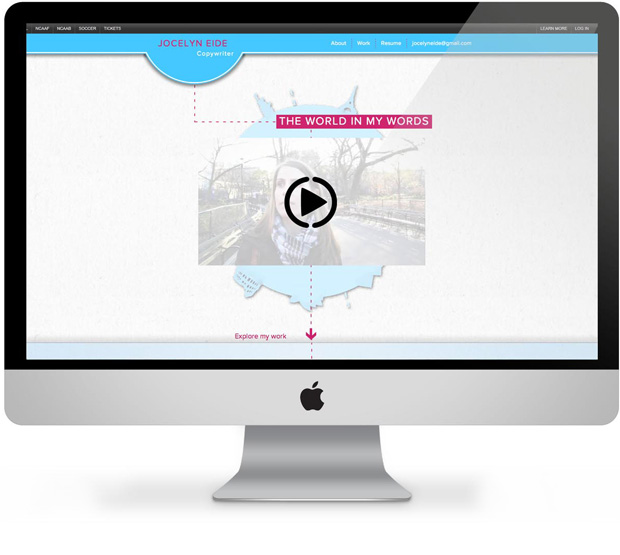 NCAAF NCAAB SOCCER TICKETS LEARN MORE LOG IN
JOCELYN EIDE
Copywriter
About Work Resume Jocelyneide@gmail.com
THE WORLD IN MY WORDS
Explore my work